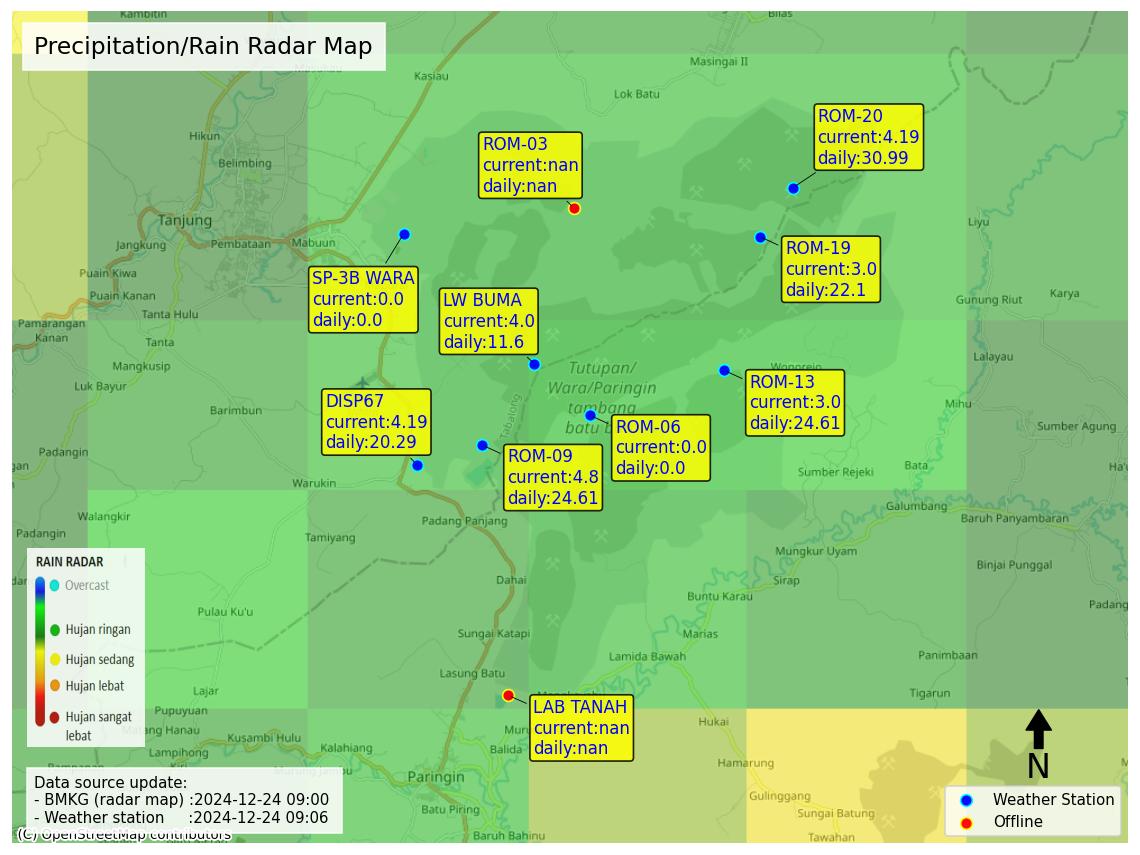 Kambitin
Bilas
Precipitation/Rain Radar Map
Masukau
Kasiau
Masingai II
Lok Batu
Hikun
Belimbing
ROM-03
current:nan
daily:nan
ROM-20
current:4.19
daily:30.99
Tanjung
Jangkung
Pembataan
Mabuun
Liyu
Puain Kiwa
Puain Kanan
Tanta Hulu
SP-3B WARA
current:0.0
daily:0.0
ROM-19
current:3.0
daily:22.1
Gunung Riut
Karya
LW BUMA
current:4.0
daily:11.6
Pamarangan
Kanan
Tanta
Mangkusip
Luk Bayur
Barimbun
Tutupan/
Wara/Paringin
tambang
batu b
Wonorejo
Lalayau
Mihu
ROM-13
current:3.0
daily:24.61
DISP67
current:4.19
daily:20.29
Tabalong
ROM-06
current:0.0
daily:0.0
Sumber Agung
Padangin
ROM-09
current:4.8
daily:24.61
Sumber Rejeki
Bata
Warukin
Galumbang
Baruh Panyambaran
Walangkir
Padang Panjang
Padangin
Tamiyang
Mungkur Uyam
Binjai Punggal
RAIN RADAR
Overcast
Hujan ringan
Hujan sedang
Hujan lebat
Hujan sangat
lebat
Dahai
Sirap
Buntu Karau
Padang
Pulau Ku'u
Sungai Katapi
Marias
Lamida Bawah
Panimbaan
Lasung Batu
Tigarun
Lajar
Pupuyuan
LAB TANAH
current:nan
daily:nan
Matang Hanau
Kusambi Hulu
Kalahiang
Balida
Hukai
Lampihong
Kiri
Murung Jambu
Hamarung
Paringin
N
Data source update:
- BMKG (radar map) :2024-12-24 09:00
- Weather station :2024-12-24 09:06
Batu Piring
Gulinggang
Sungai Batung
Baruh Bahinu
Tawahan
Weather Station
Offline
(C) OpenStreetMap contributors